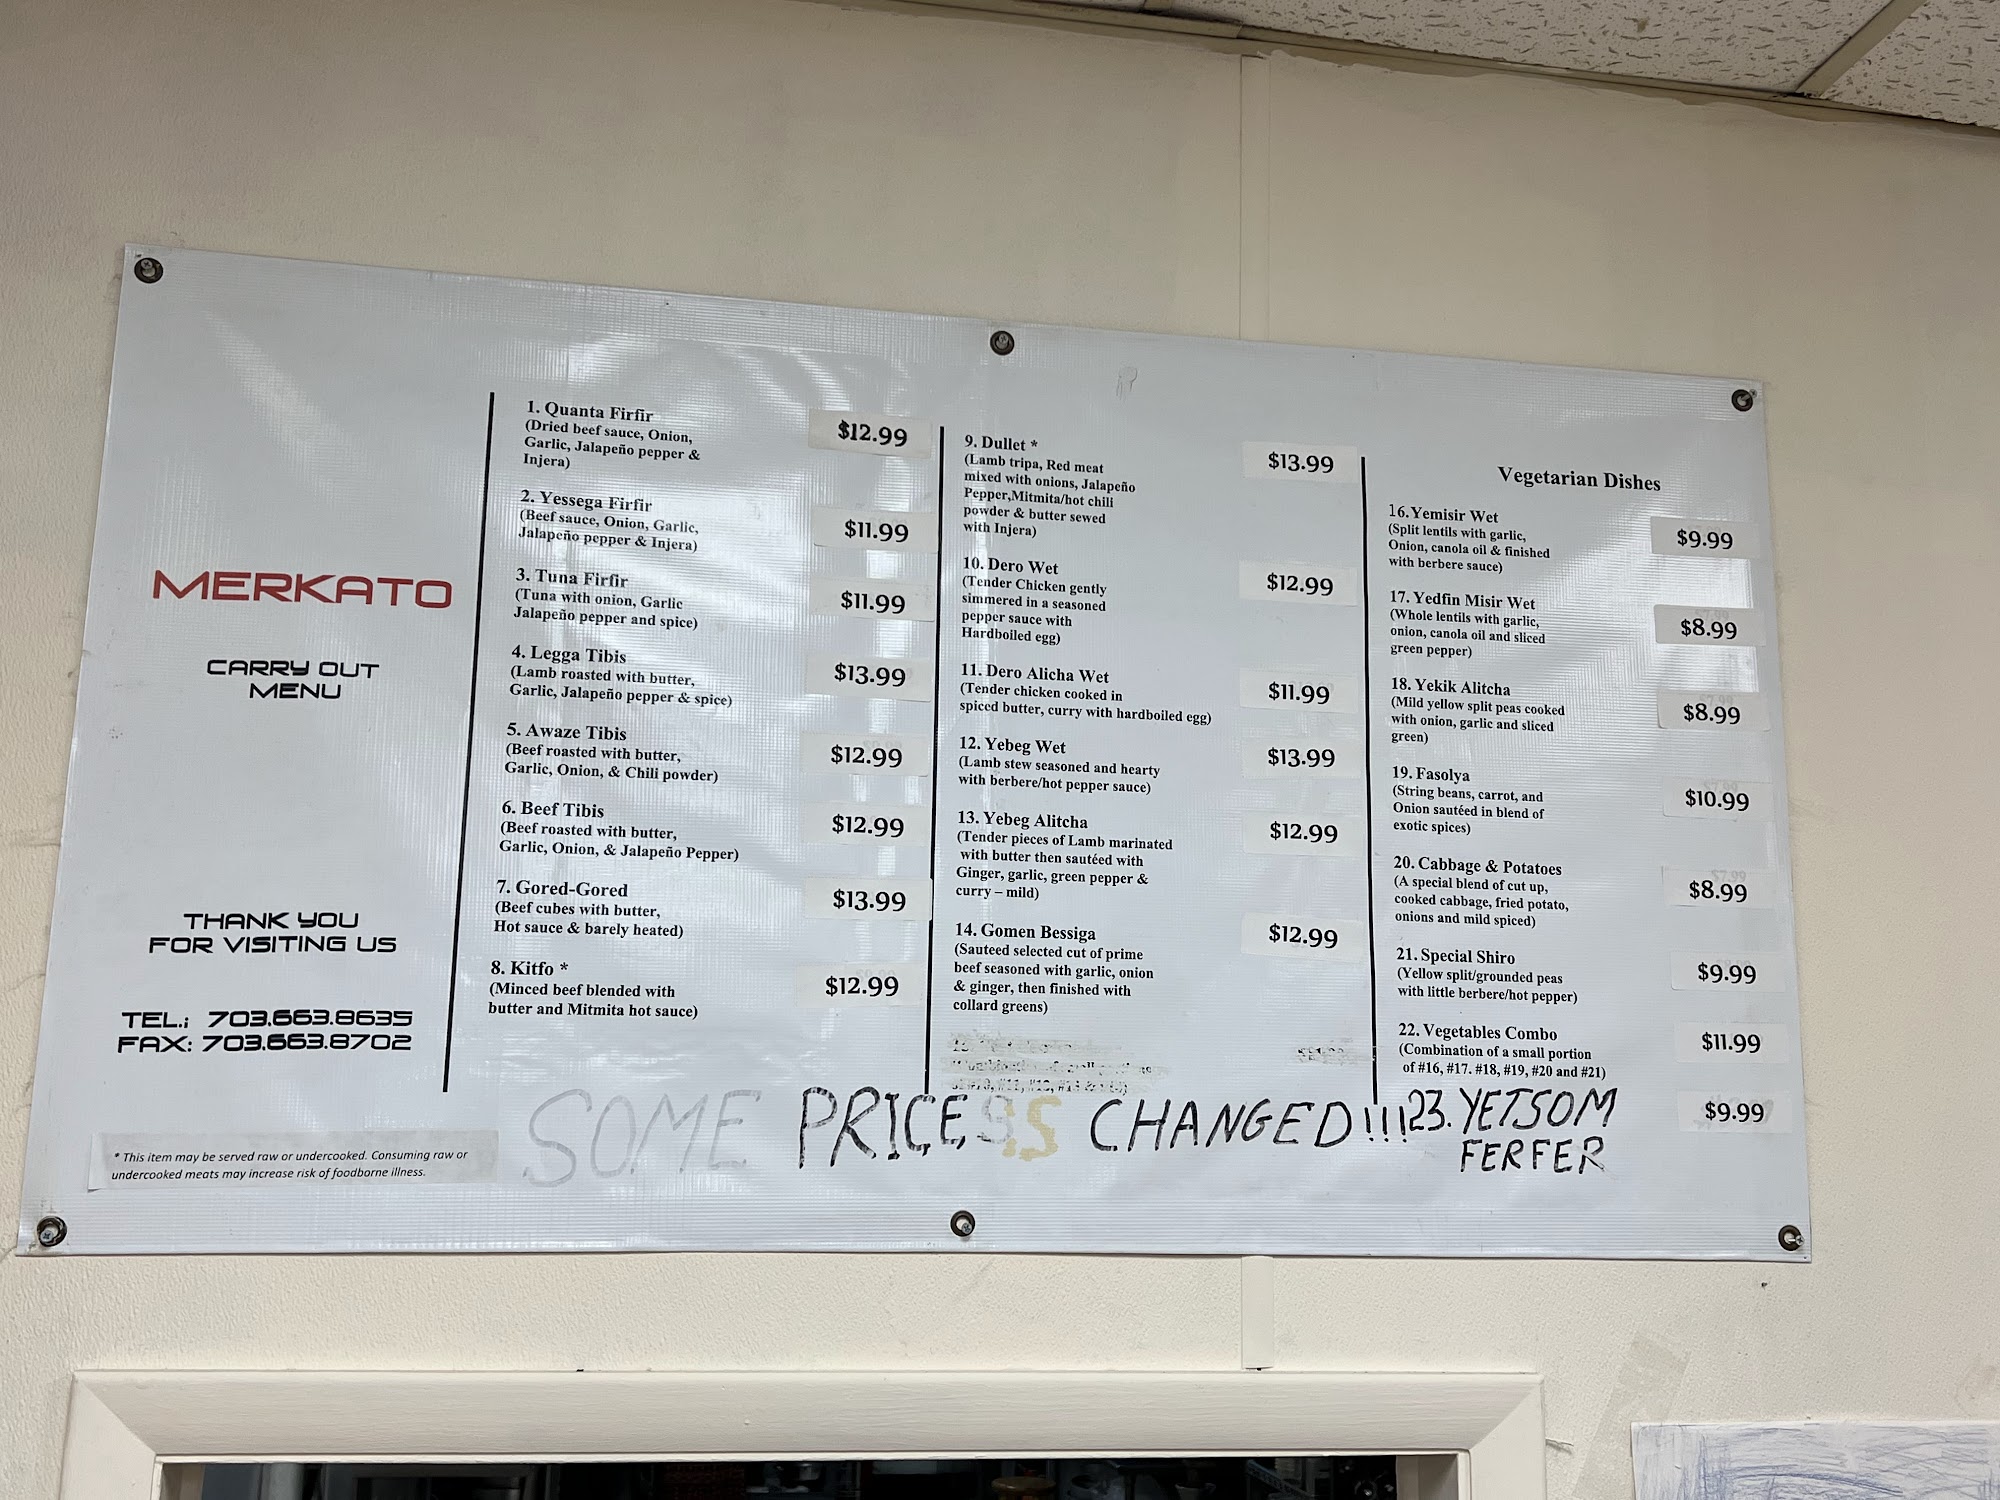 MERKATO
CARRY OUT
MENU
THANK YOU
FOR VISITING US
TEL.: 703.663.8635
FAX: 703.663.8702
* This item may be served raw or undercooked. Consuming raw or
undercooked meats may increase risk of foodborne illness.
1. Quanta Firfir $12.99
(Dried beef sauce, Onion,
Garlic, Jalapeño pepper &
Injera)
2. Yessega Firfir $11.99
(Beef sauce, Onion, Garlic,
Jalapeño pepper & Injera)
3. Tuna Firfir $11.99
(Tuna with onion, Garlic
Jalapeño pepper and spice)
4. Legga Tibis $13.99
(Lamb roasted with butter,
Garlic, Jalapeño pepper & spice)
5. Awaze Tibis $12.99
(Beef roasted with butter,
Garlic, Onion, & Chili powder)
6. Beef Tibis $12.99
(Beef roasted with butter,
Garlic, Onion, & Jalapeño Pepper)
7. Gored-Gored $13.99
(Beef cubes with butter,
Hot sauce & barely heated)
8. Kitfo * $12.99
(Minced beef blended with
butter and Mitmita hot sauce)
9. Dullet * $13.99
(Lamb tripa, Red meat
mixed with onions, Jalapeño
Pepper,Mitmita/hot chili
powder & butter sewed
with Injera)
10. Dero Wet $12.99
(Tender Chicken gently
simmered in a seasoned
pepper sauce with
Hardboiled egg)
11. Dero Alicha Wet $11.99
(Tender chicken cooked in
spiced butter, curry with hardboiled egg)
12. Yebeg Wet $13.99
(Lamb stew seasoned and hearty
with berbere/hot pepper sauce)
13. Yebeg Alitcha $12.99
(Tender pieces of Lamb marinated
with butter then sautéed with
Ginger, garlic, green pepper &
curry – mild)
14. Gomen Bessiga $12.99
(Sauteed selected cut of prime
beef seasoned with garlic, onion
& ginger, then finished with
collard greens)
Vegetarian Dishes
16.Yemisir Wet $9.99
(Split lentils with garlic,
Onion, canola oil & finished
with berbere sauce)
17. Yedfin Misir Wet $8.99
(Whole lentils with garlic,
onion, canola oil and sliced
green pepper)
18. Yekik Alitcha $8.99
(Mild yellow split peas cooked
with onion, garlic and sliced
green)
19. Fasolya $10.99
(String beans, carrot, and
Onion sautéed in blend of
exotic spices)
20. Cabbage & Potatoes $8.99
(A special blend of cut up,
cooked cabbage, fried potato,
onions and mild spiced)
21. Special Shiro $9.99
(Yellow split/grounded peas
with little berbere/hot pepper)
22. Vegetables Combo $11.99
(Combination of a small portion
of #16, #17. #18, #19, #20 and #21)
23. YETSOM $9.99
FERFER
SOME PRICES CHANGED!!!